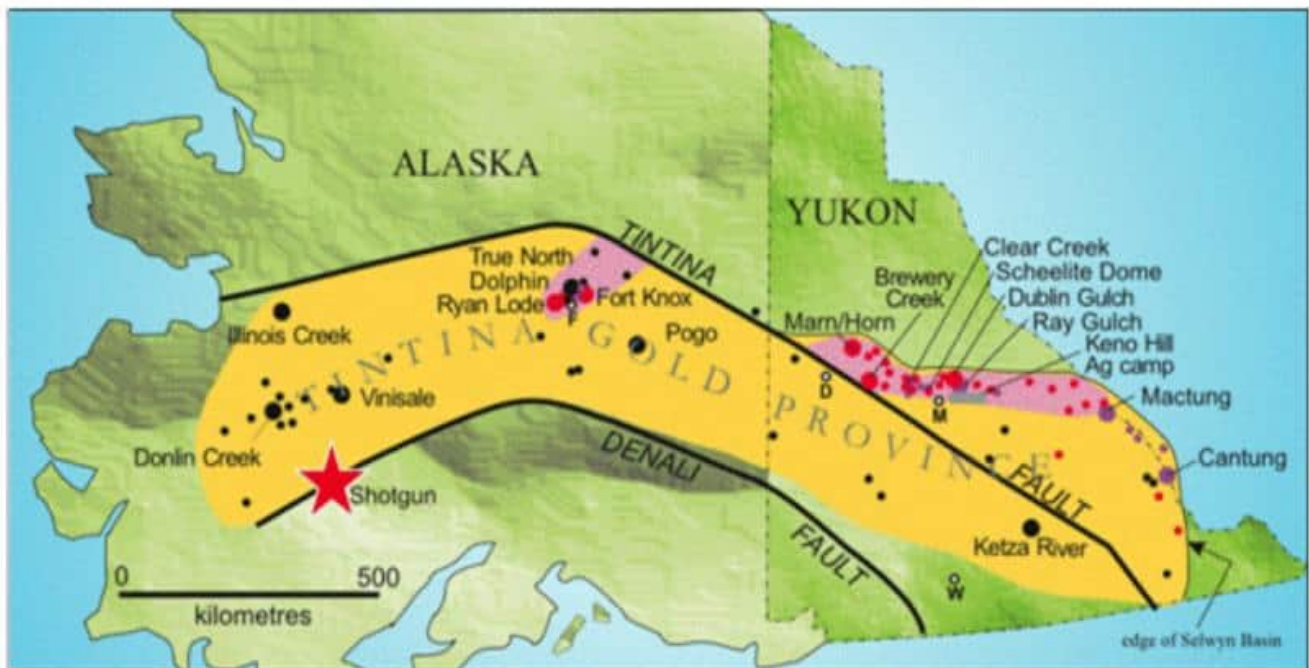 ALASKA
YUKON
TINTINA
FAULT
True North
Dolphin
Ryan Lode
Fort Knox
F
Illinois Creek
Pogo
TINTINA GOLD PROVINCE
Vinisale
Donlin Creek
Shotgun
DENALI
FAULT
Clear Creek
Scheelite Dome
Brewery
Creek
Dublin Gulch
Marn/Horn
Ray Gulch
Keno Hill
Ag camp
Mactung
D
M
Cantung
Ketza River
W
0 500
kilometres
edge of Selwyn Basin